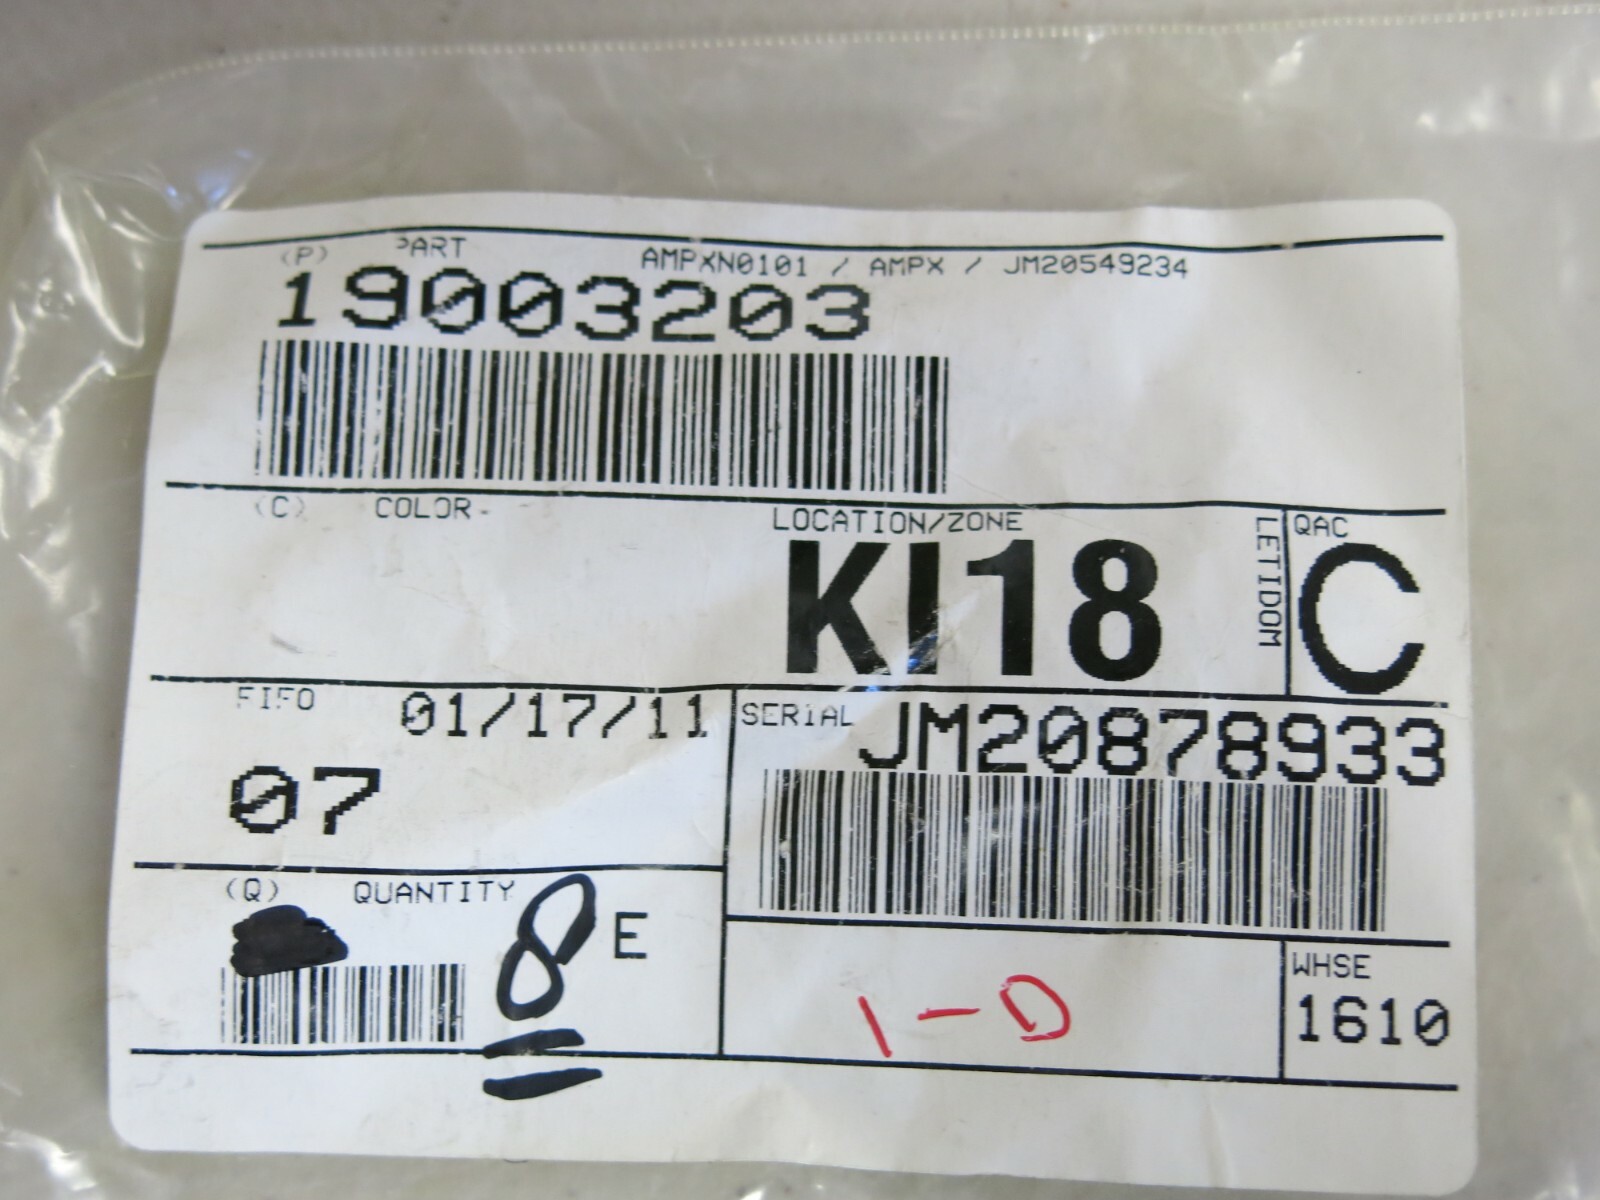 (P) PART AMPXN0101 / AMPX / JM20549234
19003203
(C) COLOR
LOCATION/ZONE
KI18
LETIDOM
QAC
C
FIFO 01/17/11
07
SERIAL JM20878933
(Q) QUANTITY
8 E
1-D
WHSE
1610